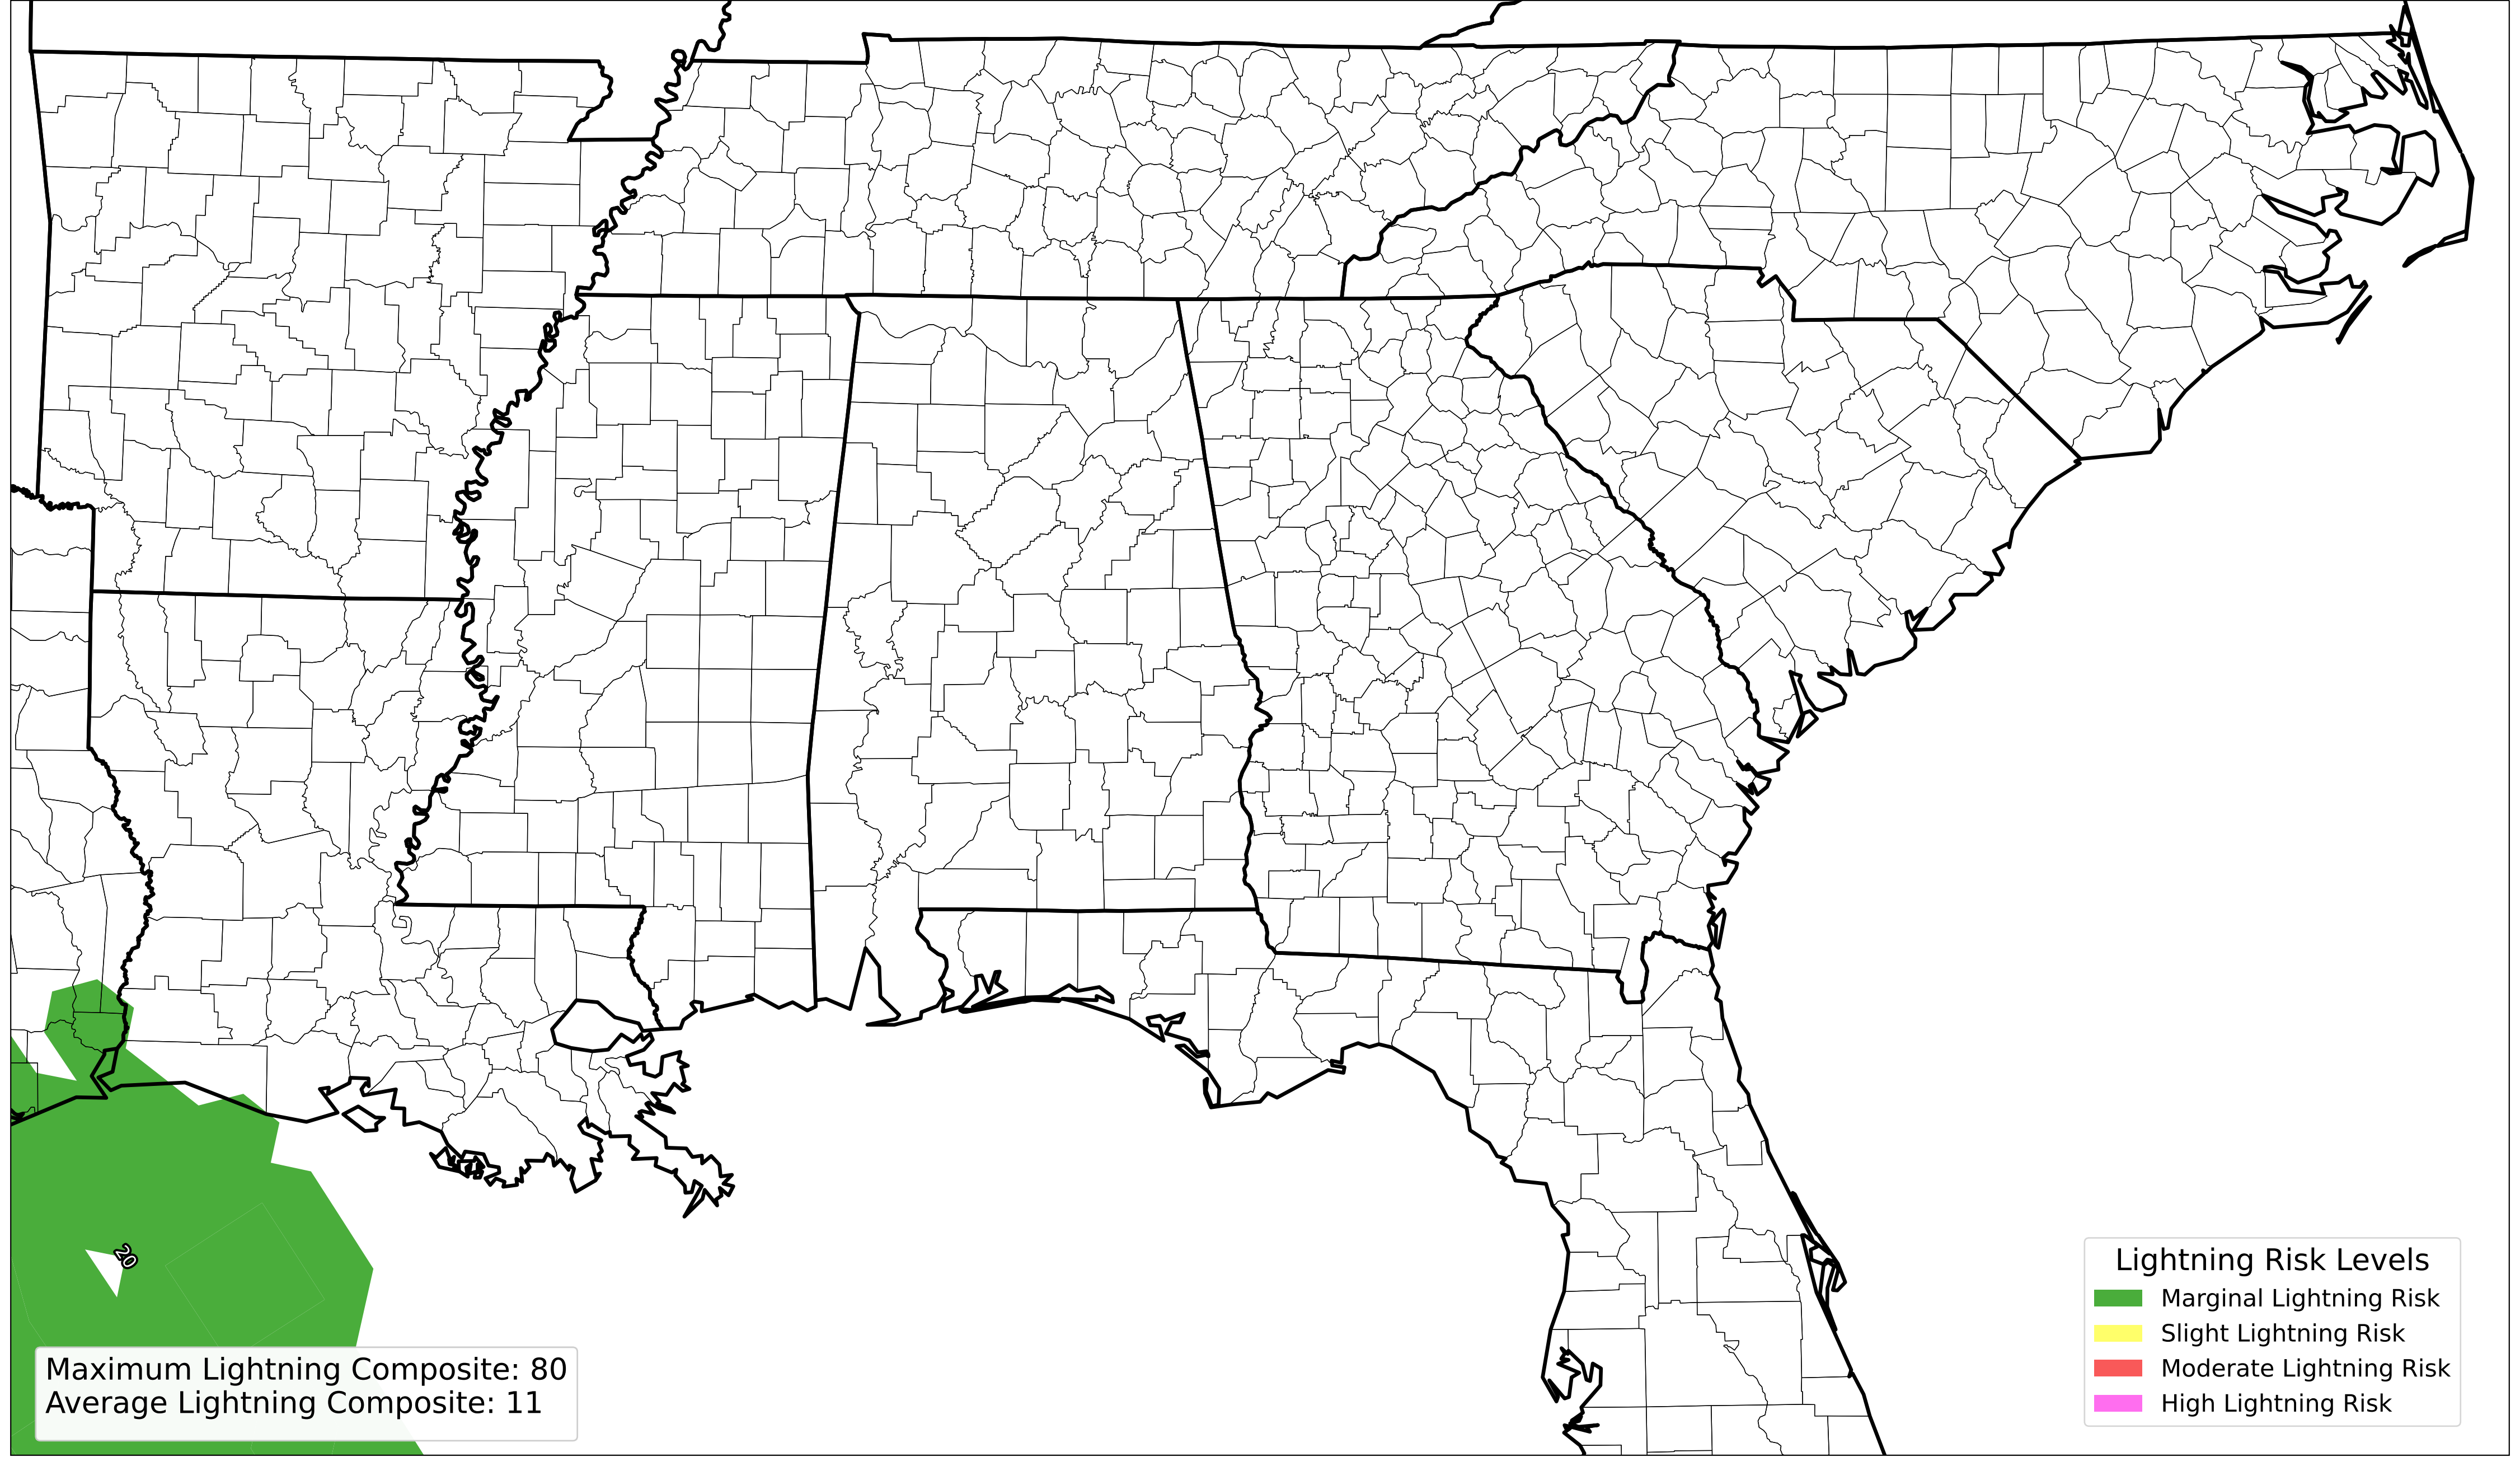 20
Maximum Lightning Composite: 80
Average Lightning Composite: 11
Lightning Risk Levels
Marginal Lightning Risk
Slight Lightning Risk
Moderate Lightning Risk
High Lightning Risk